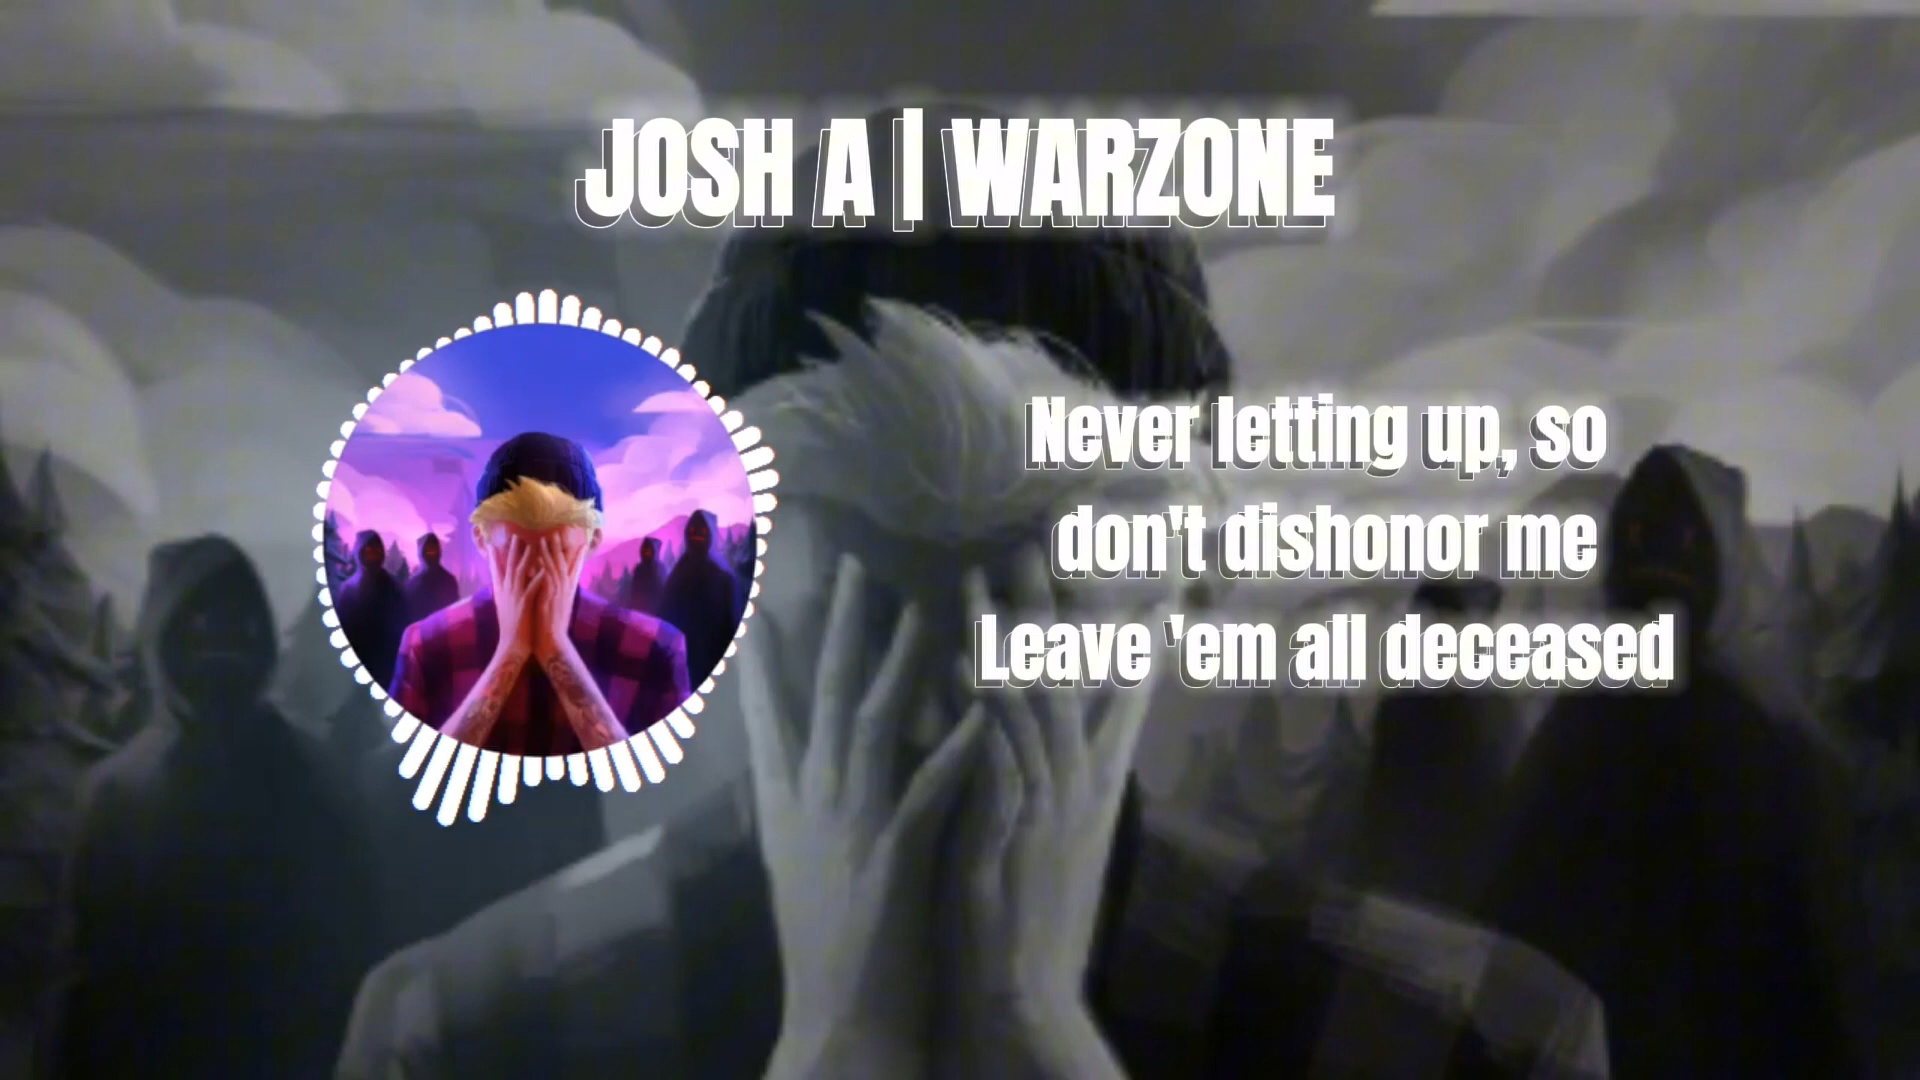 JOSH A | WARZONE
Never letting up, so
don't dishonor me
Leave 'em all deceased